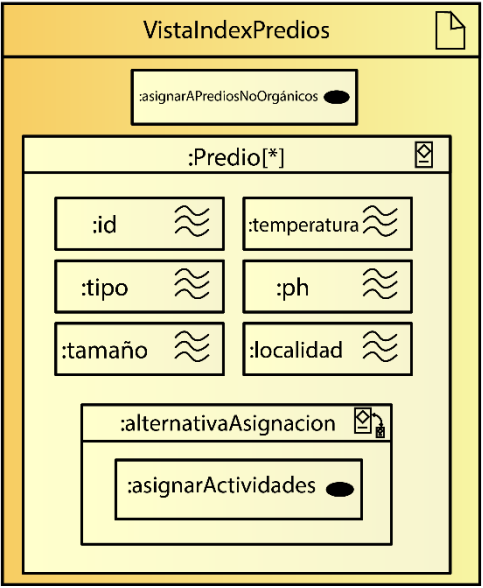 VistaIndexPredios
:asignarAPrediosNoOrgánicos
:Predio[*]
:id
:temperatura
:tipo
:ph
:tamaño
:localidad
:alternativaAsignacion
:asignarActividades